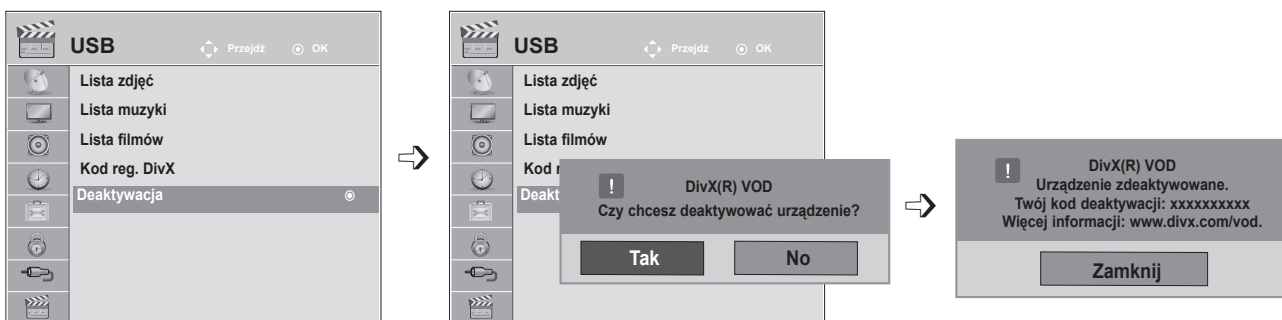 USB Przejdź OK
Lista zdjęć
Lista muzyki
Lista filmów
Kod reg. DivX
Deaktywacja
USB Przejdź OK
Lista zdjęć
Lista muzyki
Lista filmów
Kod r
Deakt
! DivX(R) VOD
Czy chcesz deaktywować urządzenie?
Tak No
! DivX(R) VOD
Urządzenie zdeaktywowane.
Twój kod deaktywacji: xxxxxxxxxx
Więcej informacji: www.divx.com/vod.
Zamknij